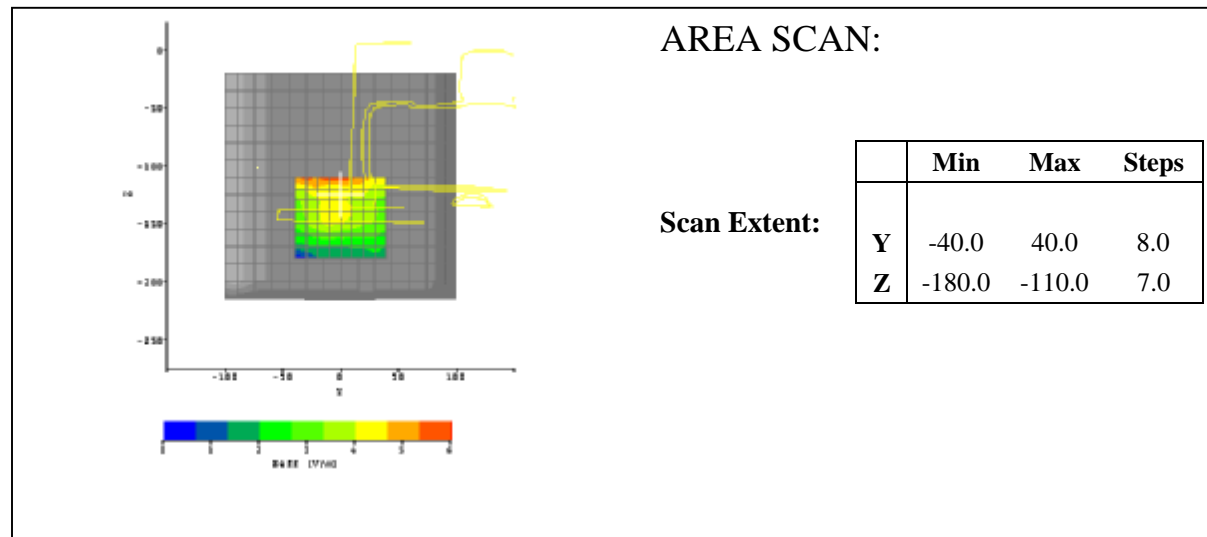 AREA SCAN:
Min Max Steps
Scan Extent:
Y -40.0 40.0 8.0
Z -180.0 -110.0 7.0
0
-50
-100
-150
-200
-250
-100 -50 0 50 100
0 1 2 3 4 5 6